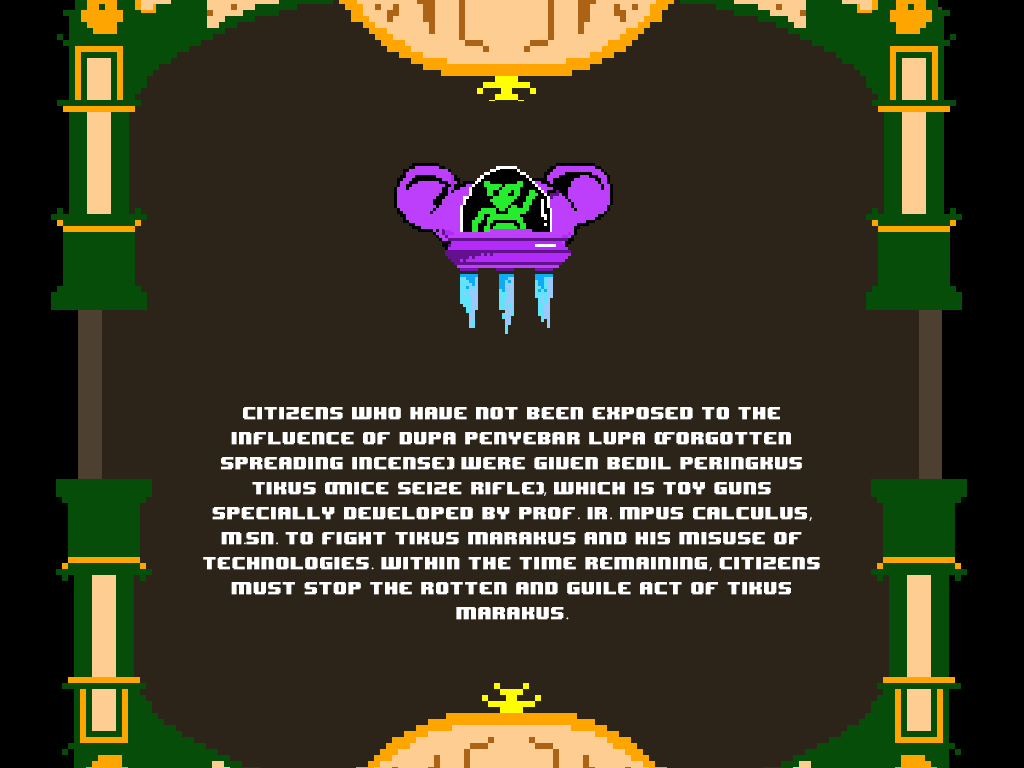 CITIZENS WHO HAVE NOT BEEN EXPOSED TO THE
INFLUENCE OF DUPA PENYEBAR LUPA (FORGOTTEN
SPREADING INCENSE) WERE GIVEN BEDIL PERINGKUS
TIKUS (MICE SEIZE RIFLE), WHICH IS TOY GUNS
SPECIALLY DEVELOPED BY PROF. IR. MPUS CALCULUS,
M.SN. TO FIGHT TIKUS MARAKUS AND HIS MISUSE OF
TECHNOLOGIES. WITHIN THE TIME REMAINING, CITIZENS
MUST STOP THE ROTTEN AND GUILE ACT OF TIKUS
MARAKUS.